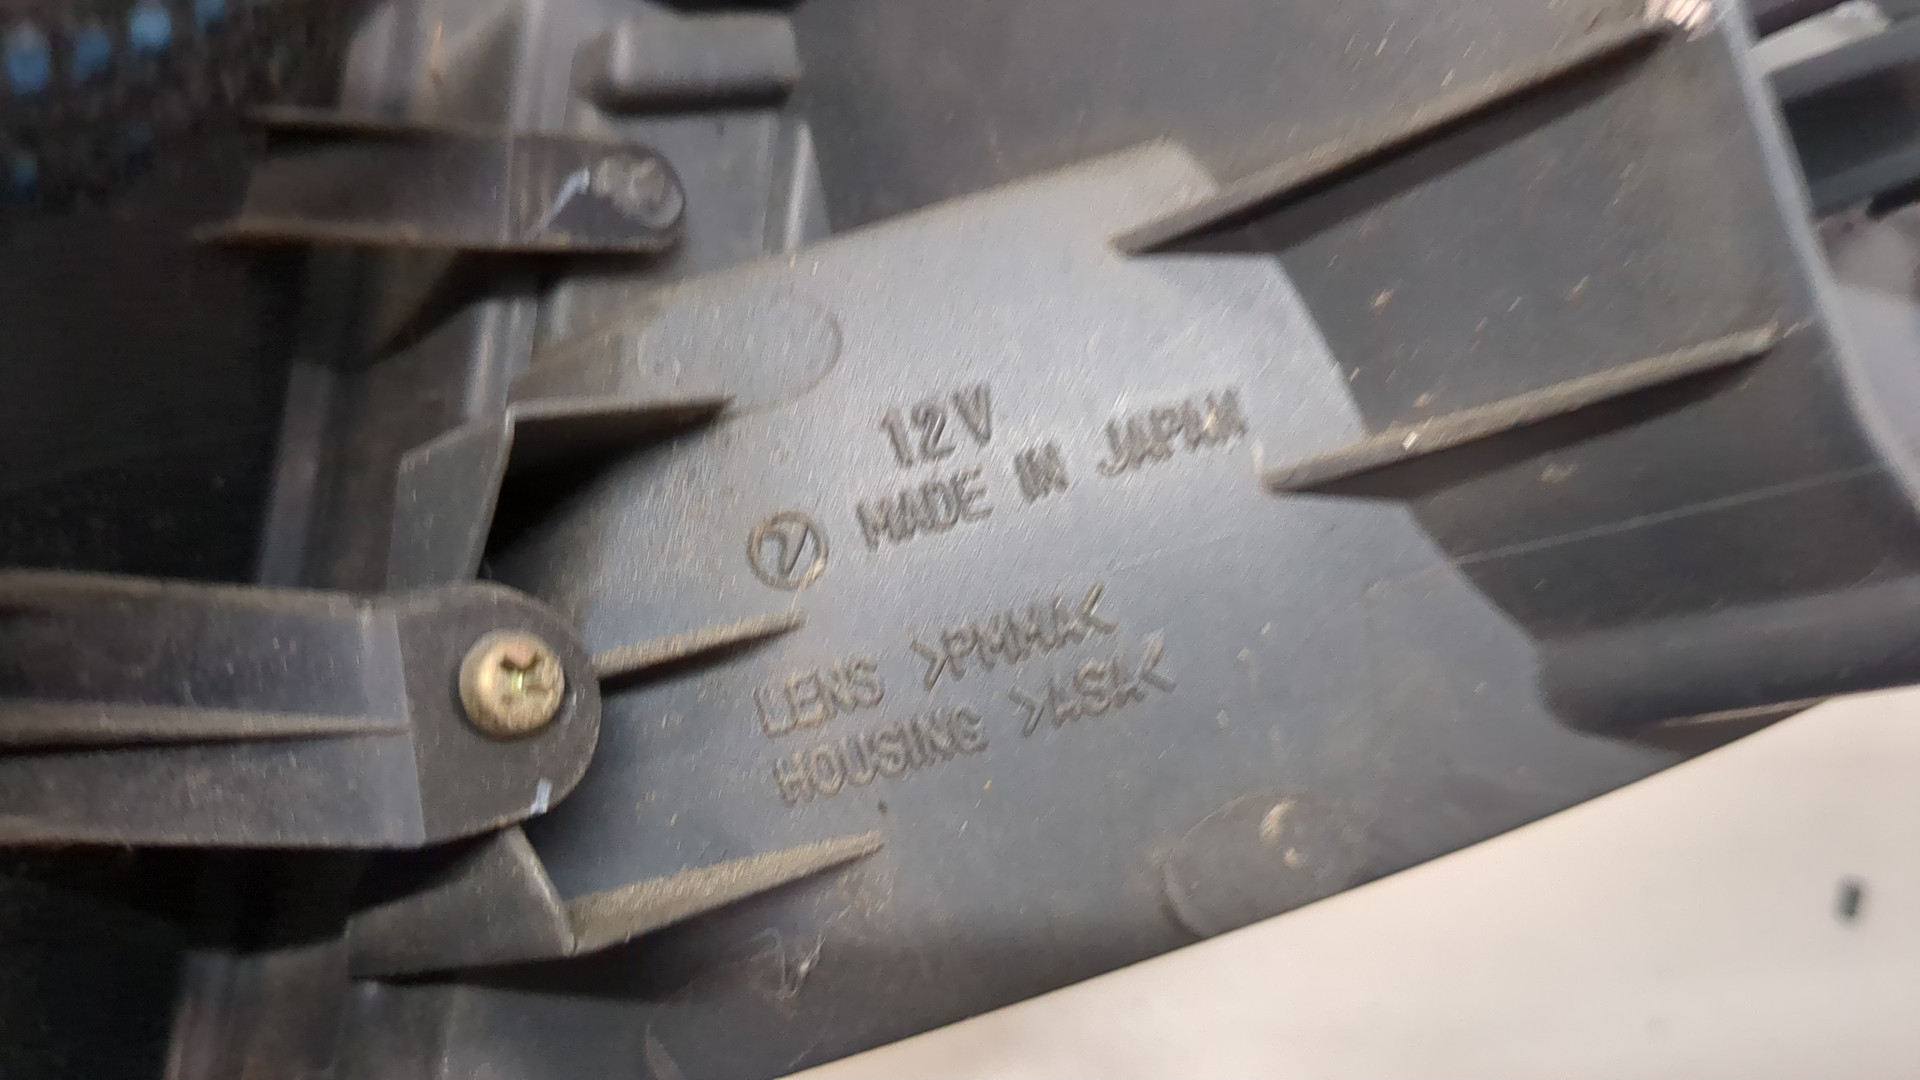 12V
MADE IN JAPAN
LENS >PMMA<
HOUSING >ASA<